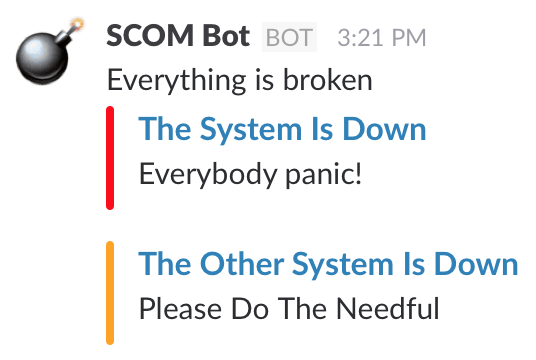 SCOM Bot BOT 3:21 PM
Everything is broken
The System Is Down
Everybody panic!
The Other System Is Down
Please Do The Needful